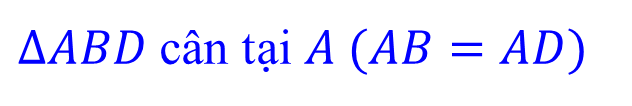 Δ𝐴𝐵𝐷 cân tại 𝐴 (𝐴𝐵 = 𝐴𝐷)